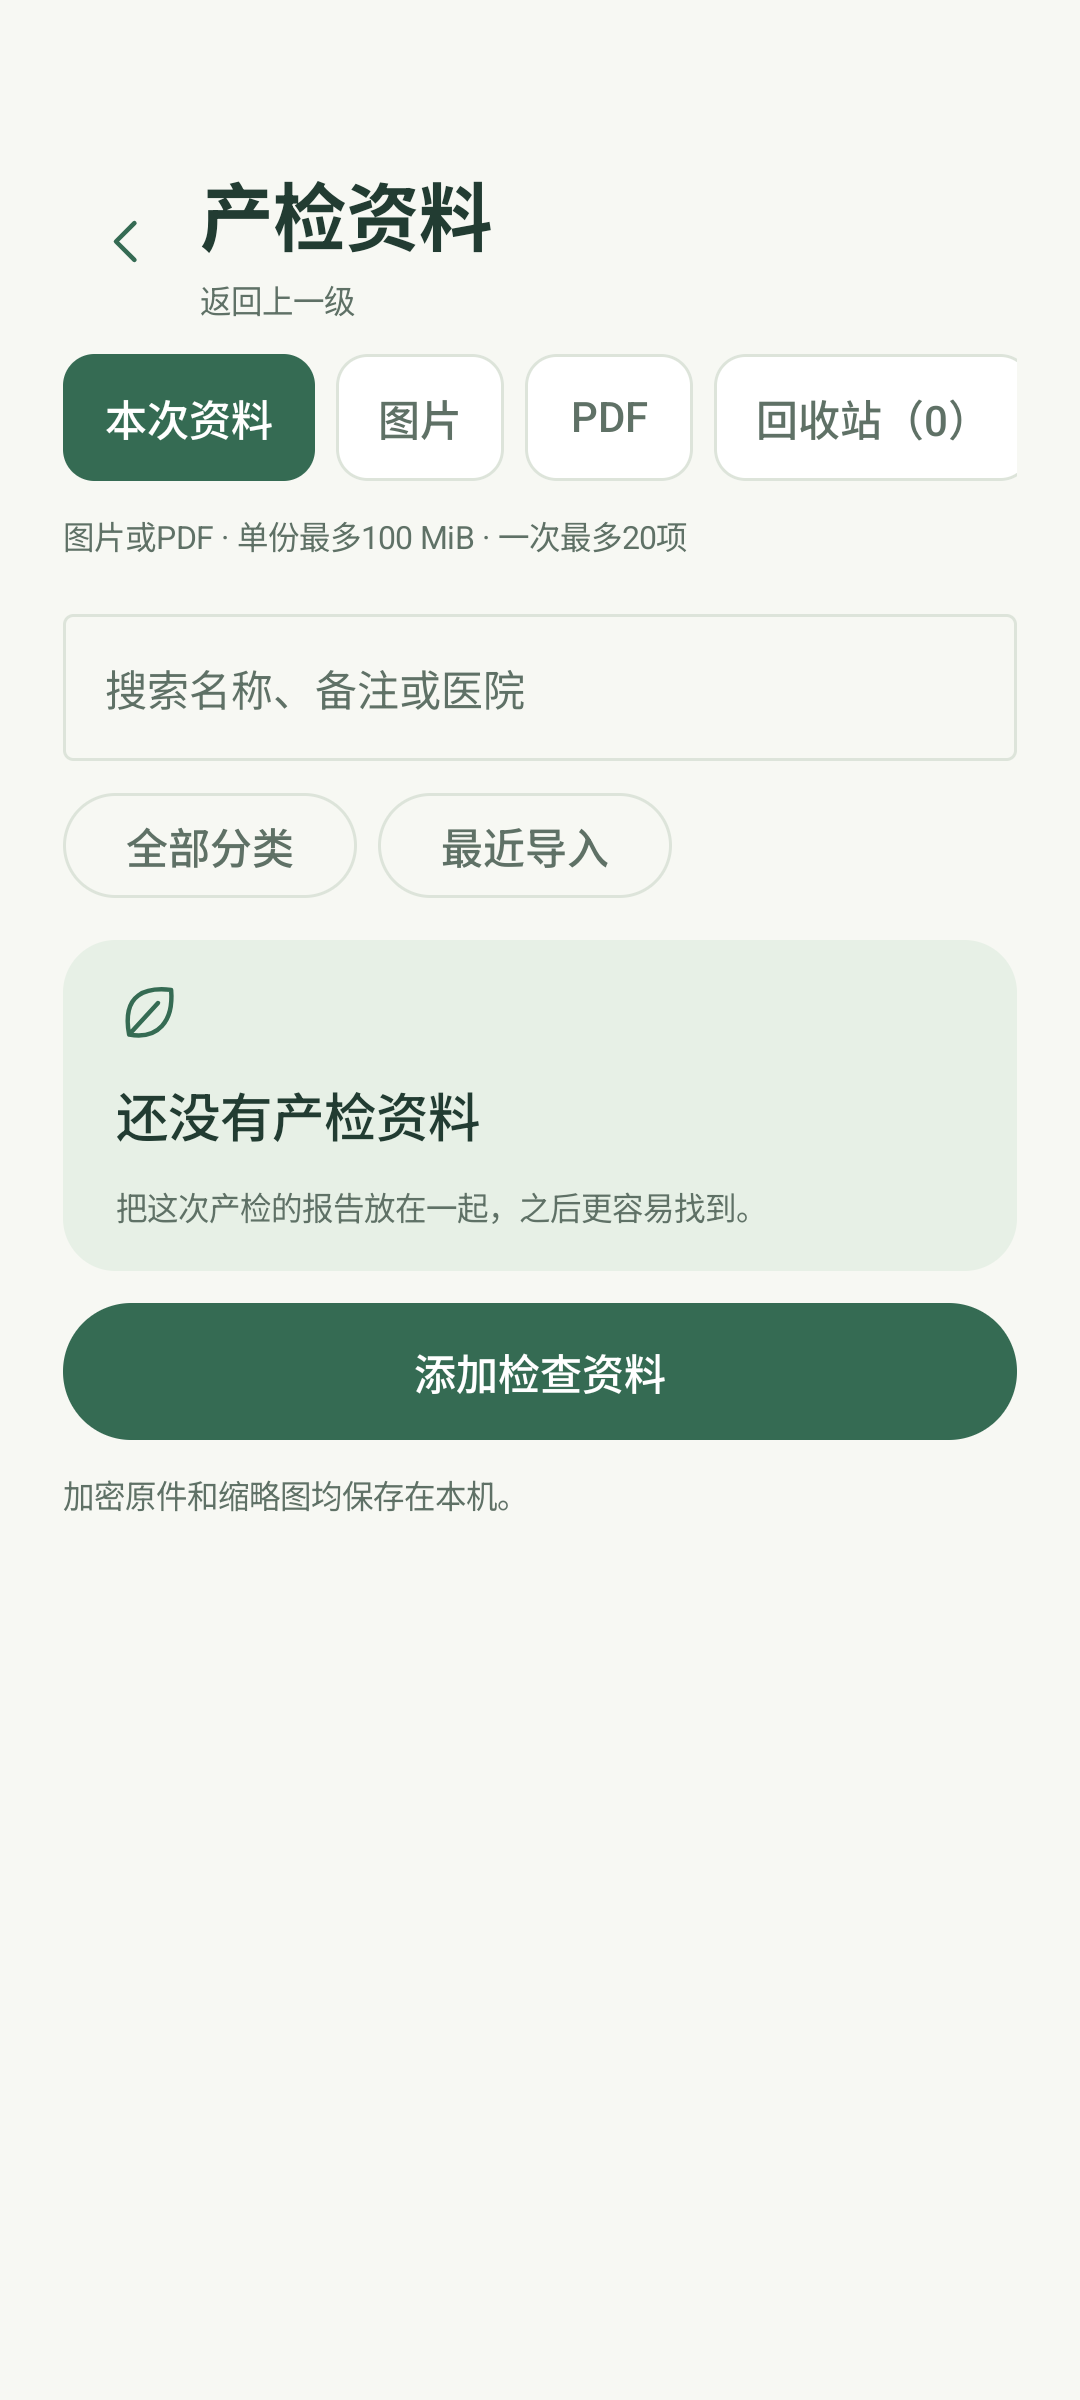 产检资料
返回上一级
本次资料 图片 PDF 回收站（0）
图片或PDF · 单份最多100 MiB · 一次最多20项
搜索名称、备注或医院
全部分类 最近导入
还没有产检资料
把这次产检的报告放在一起，之后更容易找到。
添加检查资料
加密原件和缩略图均保存在本机。